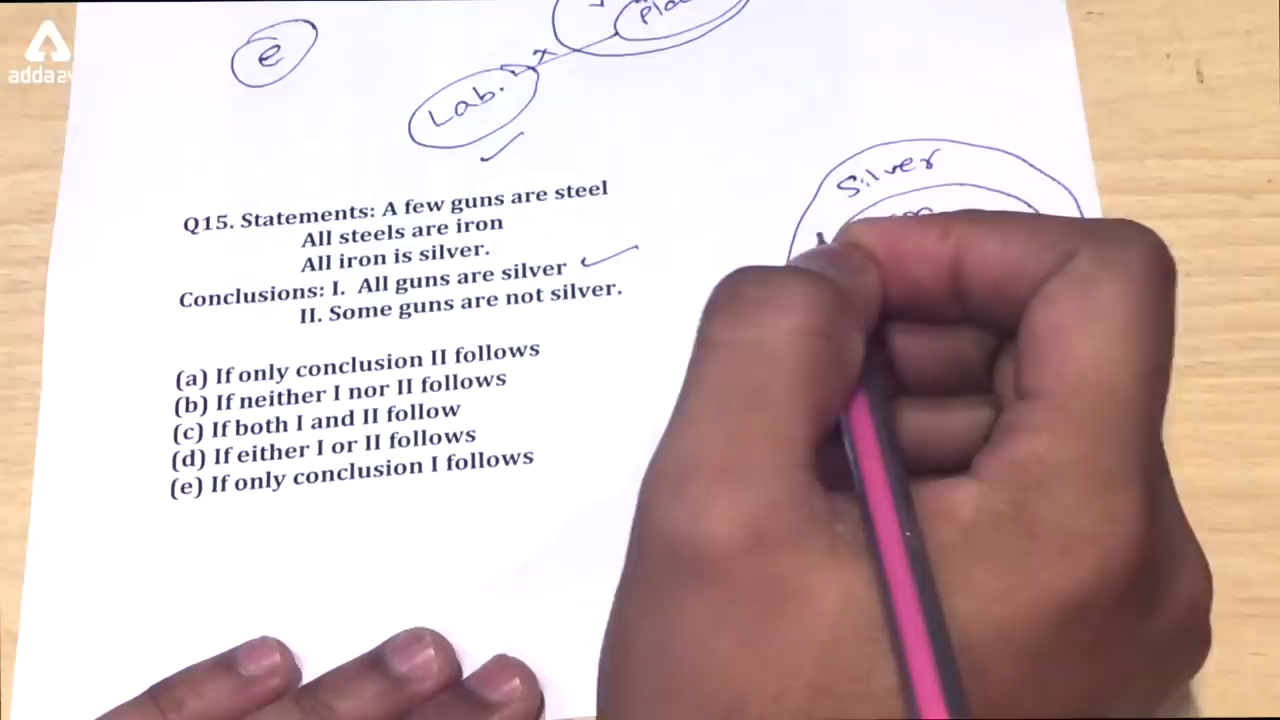 adda24
e
Lab.
Silver
Q15. Statements: A few guns are steel
All steels are iron
All iron is silver.
Conclusions: I. All guns are silver
II. Some guns are not silver.
(a) If only conclusion II follows
(b) If neither I nor II follows
(c) If both I and II follow
(d) If either I or II follows
(e) If only conclusion I follows